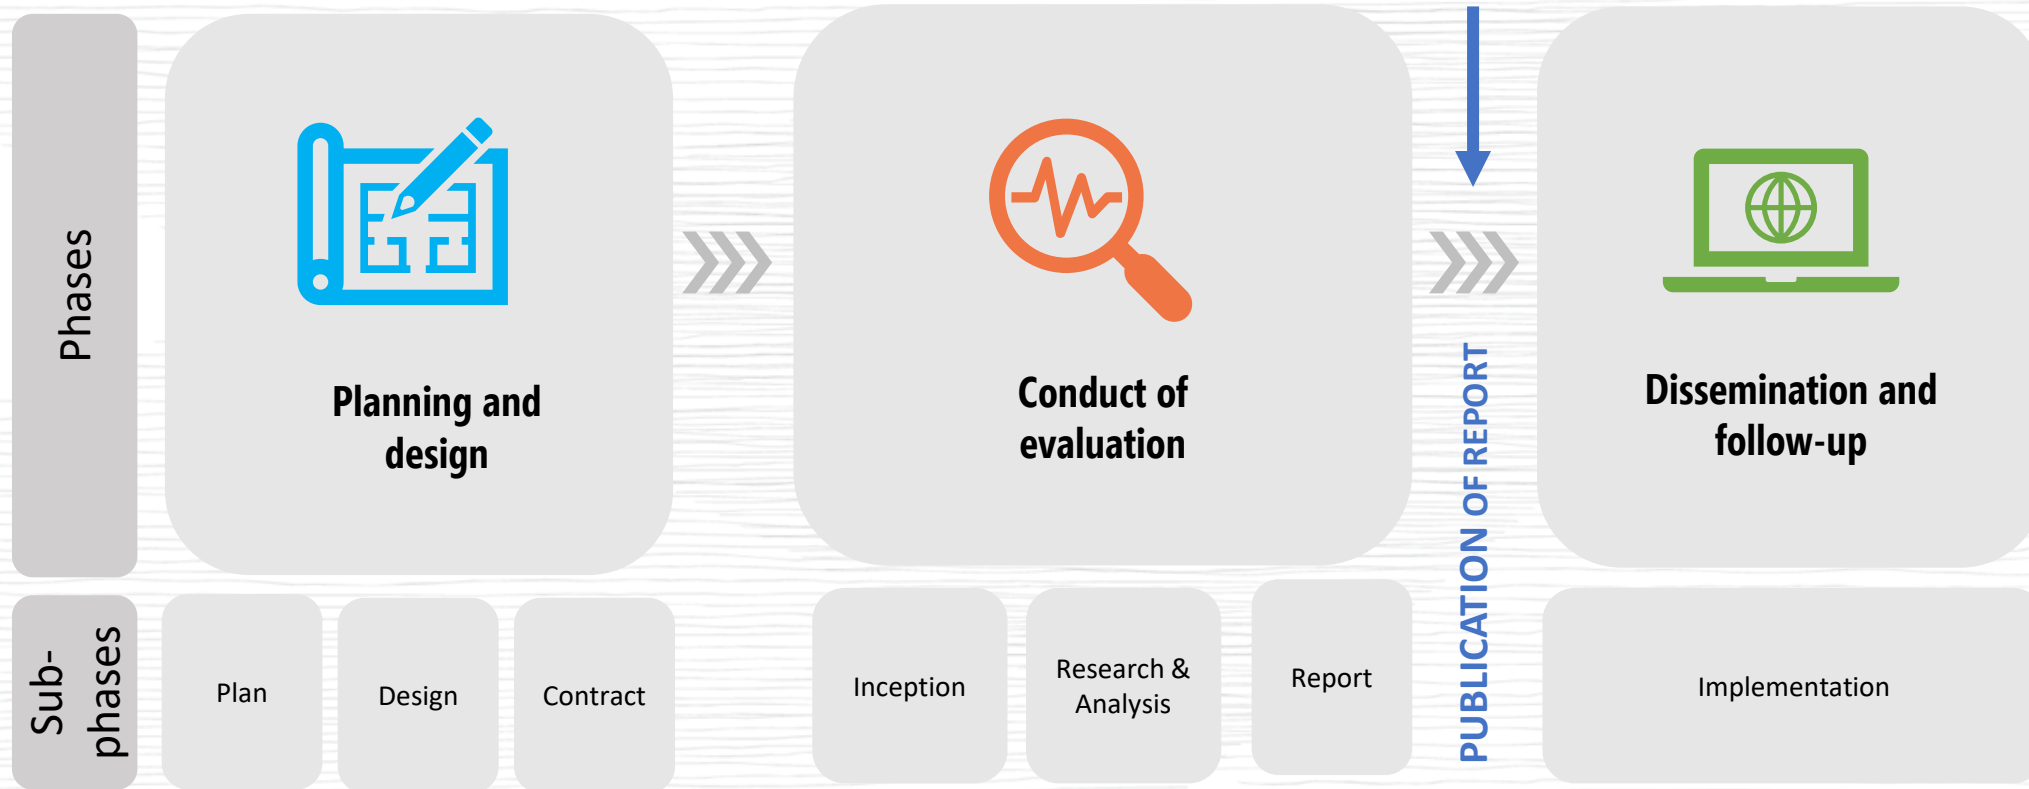 Phases
Planning and
design
Conduct of
evaluation
PUBLICATION OF REPORT
Dissemination and
follow-up
Sub-
phases
Plan
Design
Contract
Inception
Research &
Analysis
Report
Implementation